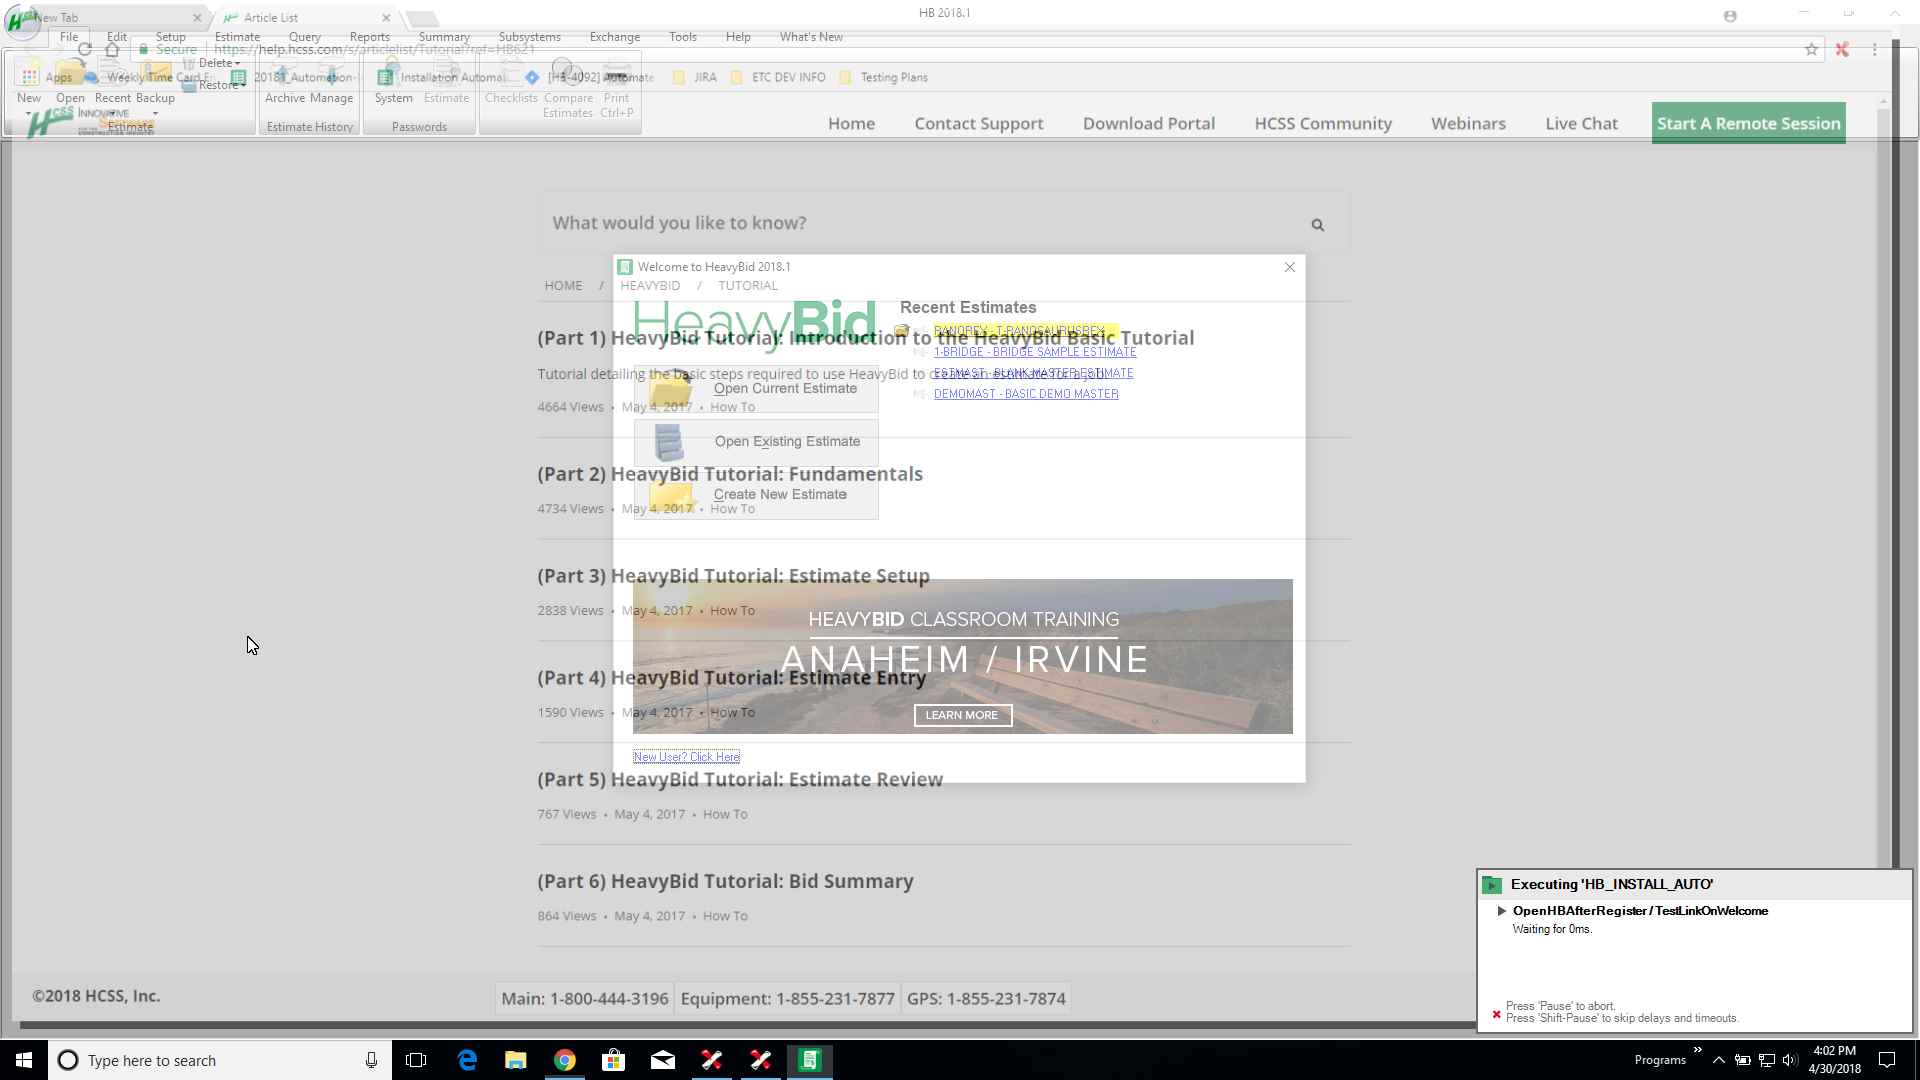 New Tab
Article List
HB 2018.1
File Edit Setup Estimate Query Reports Summary Subsystems Exchange Tools Help What's New
Secure https://help.hcss.com/s/articlelist/Tutorial?ref=HB621
Delete
Apps Weekly Time Card E 20181_Automation- Installation Automa [HB-4092] Automate JIRA ETC DEV INFO Testing Plans
Restore
New Open Recent Backup Archive Manage System Estimate Checklists Compare Estimates Print Ctrl+P
HCSS INNOVATIVE
Estimate Estimate History Passwords
Home Contact Support Download Portal HCSS Community Webinars Live Chat Start A Remote Session
What would you like to know?
Welcome to HeavyBid 2018.1
HOME / HEAVYBID / TUTORIAL
HeavyBid
Recent Estimates
RANOREX - T-RANOSAURUSREX
(Part 1) HeavyBid Tutorial: Introduction to the HeavyBid Basic Tutorial
1-BRIDGE - BRIDGE SAMPLE ESTIMATE
Tutorial detailing the basic steps required to use HeavyBid to create an estimate for a job.
ESTMAST - BLANK MASTER ESTIMATE
Open Current Estimate
DEMOMAST - BASIC DEMO MASTER
4664 Views • May 4, 2017 • How To
Open Existing Estimate
(Part 2) HeavyBid Tutorial: Fundamentals
Create New Estimate
4734 Views • May 4, 2017 • How To
(Part 3) HeavyBid Tutorial: Estimate Setup
2838 Views • May 4, 2017 • How To
HEAVYBID CLASSROOM TRAINING
ANAHEIM / IRVINE
(Part 4) HeavyBid Tutorial: Estimate Entry
1590 Views • May 4, 2017 • How To
LEARN MORE
New User? Click Here
(Part 5) HeavyBid Tutorial: Estimate Review
767 Views • May 4, 2017 • How To
(Part 6) HeavyBid Tutorial: Bid Summary
864 Views • May 4, 2017 • How To
Executing 'HB_INSTALL_AUTO'
OpenHBAfterRegister / TestLinkOnWelcome
Waiting for 0ms.
Press 'Pause' to abort.
Press 'Shift-Pause' to skip delays and timeouts.
©2018 HCSS, Inc.
Main: 1-800-444-3196 Equipment: 1-855-231-7877 GPS: 1-855-231-7874
Type here to search
Programs
4:02 PM
4/30/2018